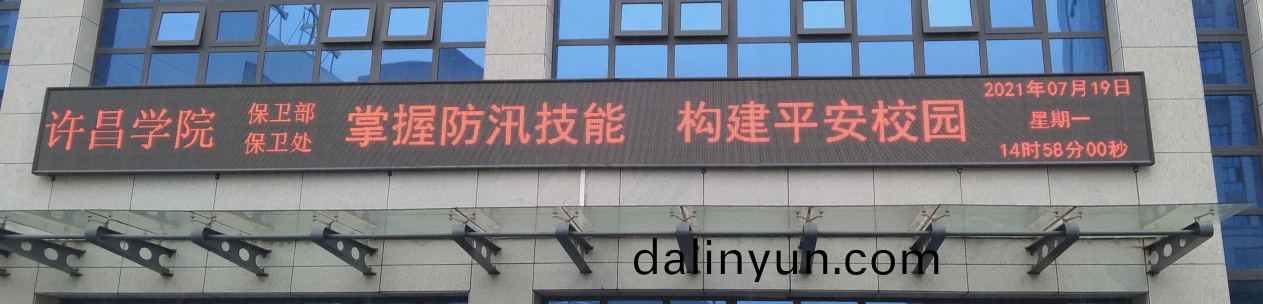 许昌学院
保卫部
保卫处
掌握防汛技能 构建平安校园
2021年07月19日
星期一
14时58分00秒
dalinyun.com